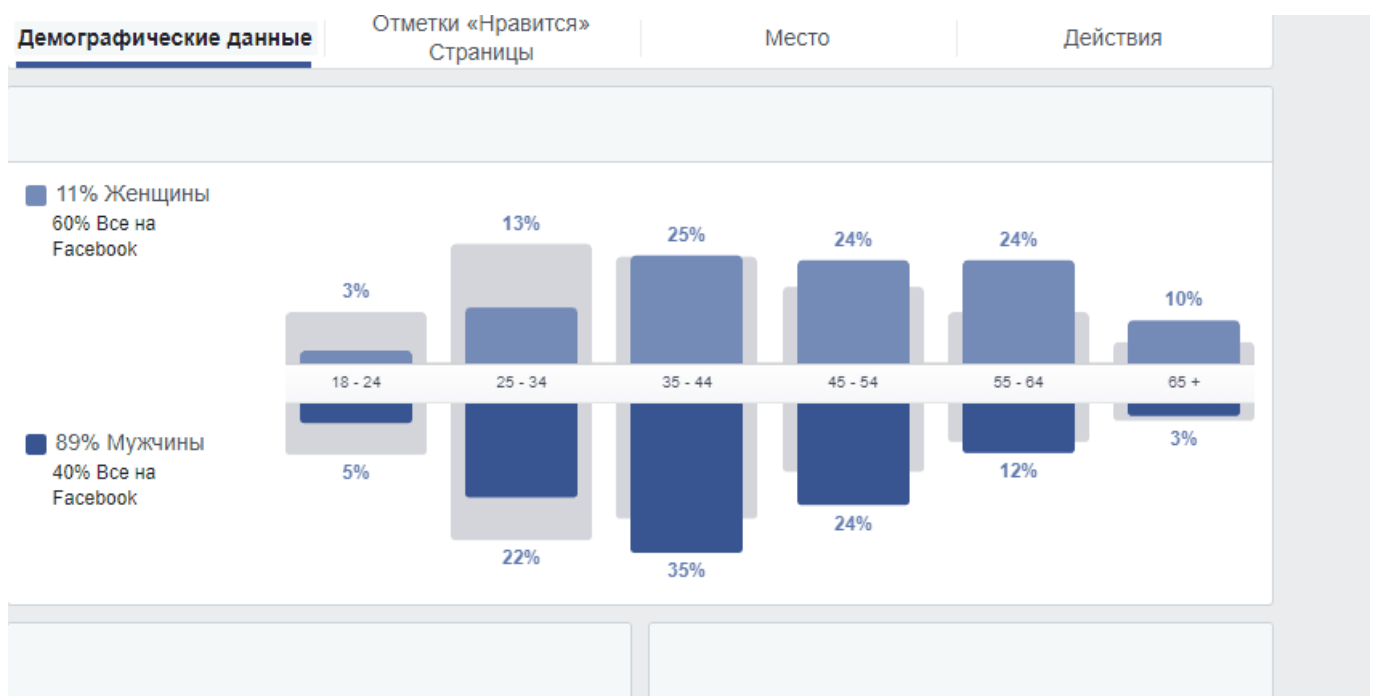 Демографические данные
Отметки «Нравится»
Страницы
Место
Действия
11% Женщины
60% Все на
Facebook
3%
13%
25%
24%
24%
10%
18 - 24
25 - 34
35 - 44
45 - 54
55 - 64
65 +
89% Мужчины
40% Все на
Facebook
5%
22%
35%
24%
12%
3%